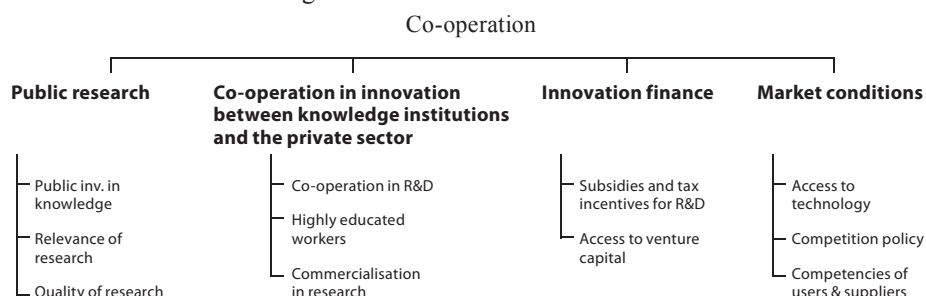 Co-operation
Public research
Co-operation in innovation
between knowledge institutions
and the private sector
Innovation finance
Market conditions
Public inv. in
knowledge
Relevance of
research
Quality of research
Co-operation in R&D
Highly educated
workers
Commercialisation
in research
Subsidies and tax
incentives for R&D
Access to venture
capital
Access to
technology
Competition policy
Competencies of
users & suppliers